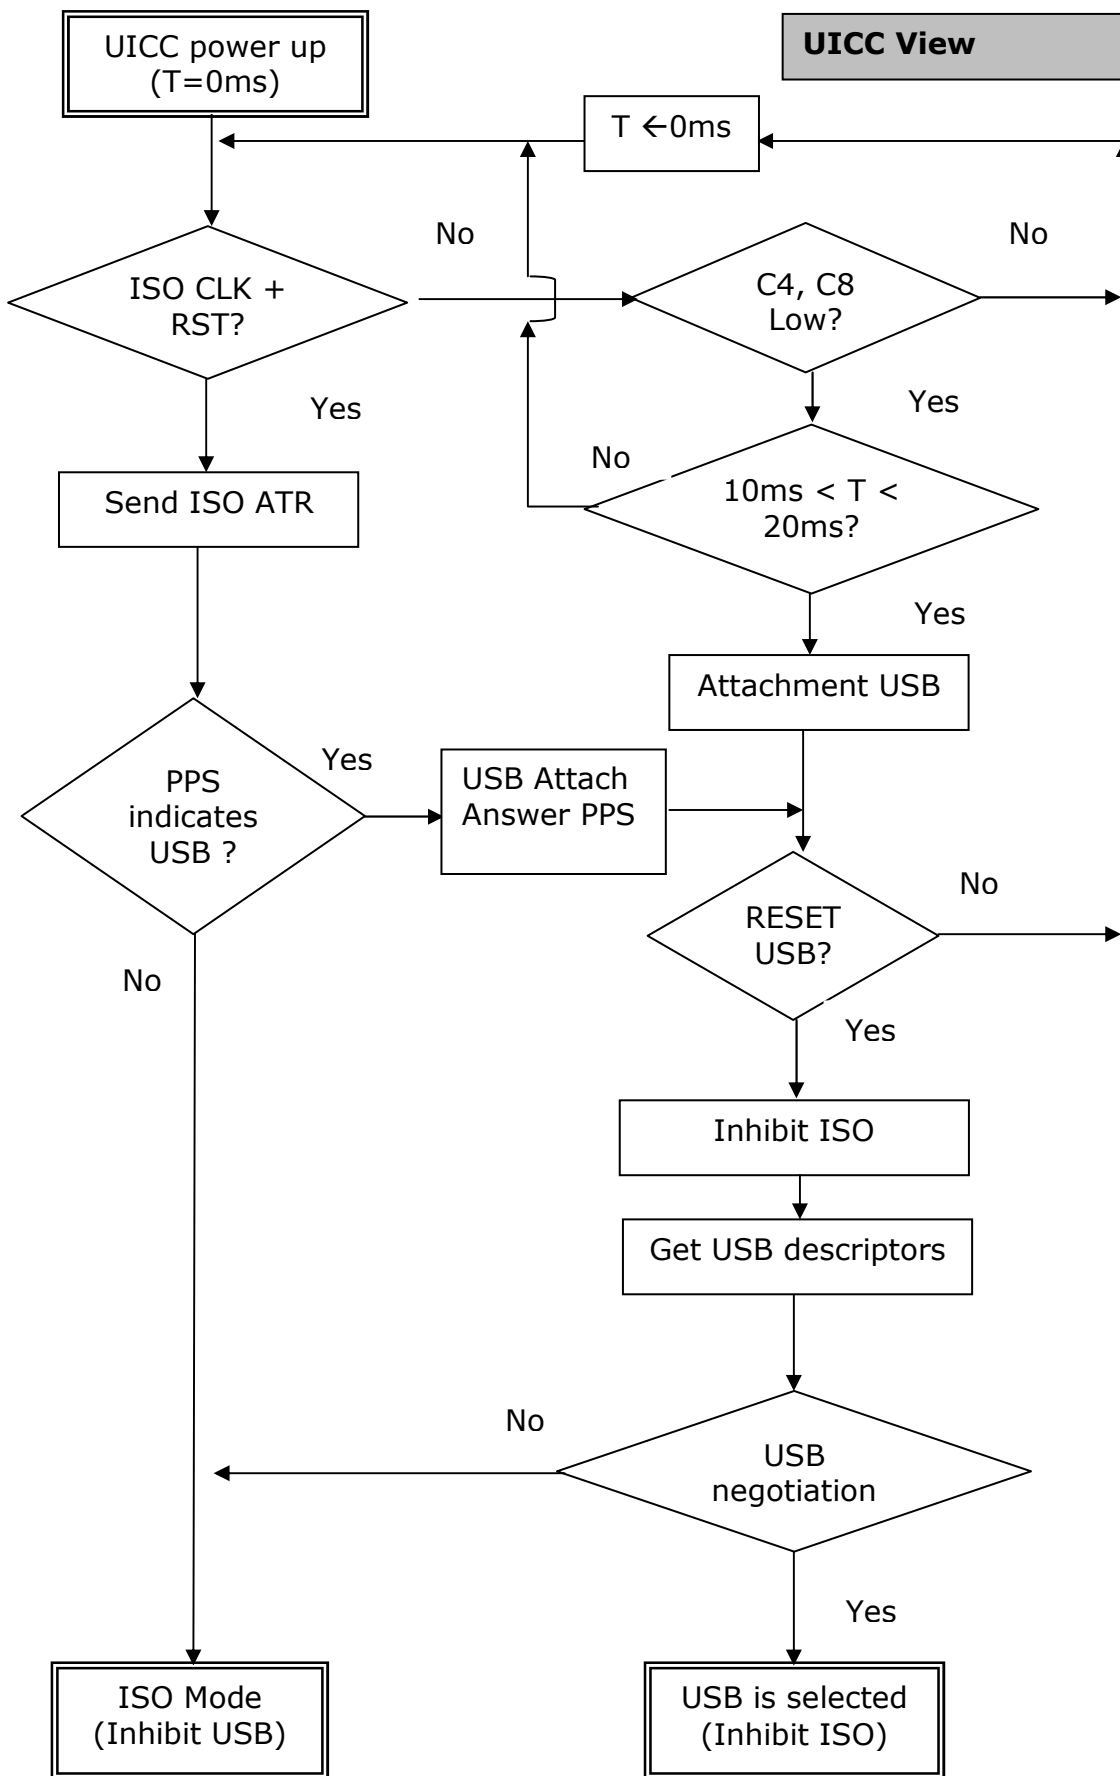 UICC power up
(T=0ms)
UICC View
T ←0ms
No
No
ISO CLK +
RST?
C4, C8
Low?
Yes
Yes
No
10ms < T <
20ms?
Send ISO ATR
Yes
Attachment USB
Yes
PPS
indicates
USB ?
USB Attach
Answer PPS
No
RESET
USB?
No
Yes
Inhibit ISO
Get USB descriptors
No
USB
negotiation
Yes
ISO Mode
(Inhibit USB)
USB is selected
(Inhibit ISO)